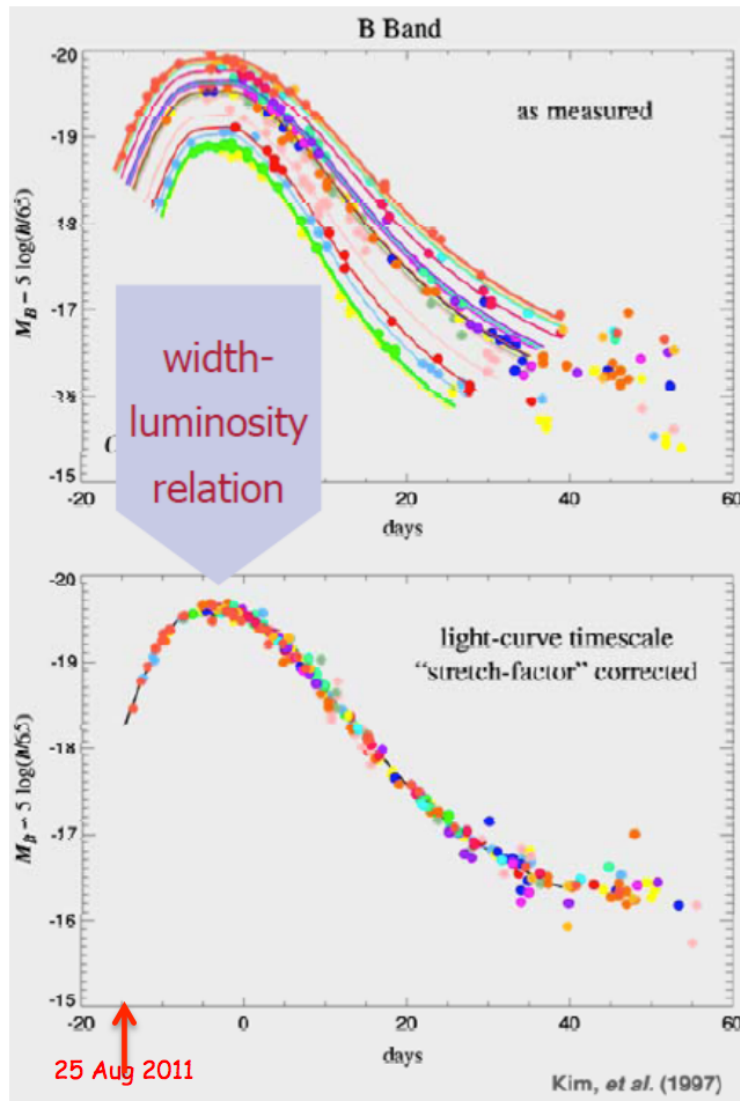 B Band
-20
as measured
-19
-18
-17
-16
-15
M_B – 5 log(h/65)
width-
luminosity
relation
-20
20
40
60
days
-20
light-curve timescale
"stretch-factor" corrected
-19
-18
-17
-16
-15
M_B – 5 log(h/65)
-20
0
20
40
60
days
25 Aug 2011
Kim, et al. (1997)